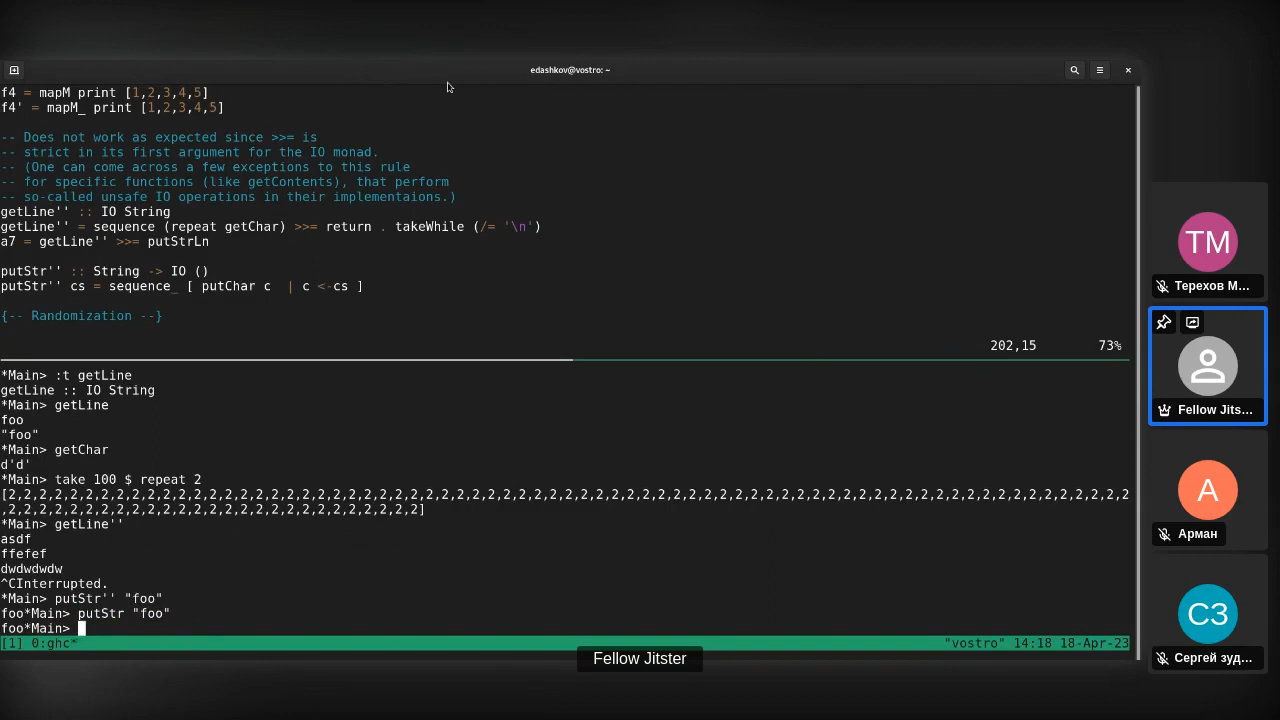 edashkov@vostro: ~
f4 = mapM print [1,2,3,4,5]
f4' = mapM_ print [1,2,3,4,5]
-- Does not work as expected since >>= is
-- strict in its first argument for the IO monad.
-- (One can come across a few exceptions to this rule
-- for specific functions (like getContents), that perform
-- so-called unsafe IO operations in their implementaions.)
getLine'' :: IO String
getLine'' = sequence (repeat getChar) >>= return . takeWhile (/= '\n')
a7 = getLine'' >>= putStrLn
putStr'' :: String -> IO ()
putStr'' cs = sequence_ [ putChar c  | c <-cs ]
{-- Randomization --}
202,15 73%
*Main> :t getLine
getLine :: IO String
*Main> getLine
foo
"foo"
*Main> getChar
d'd'
*Main> take 100 $ repeat 2
[2,2,2,2,2,2,2,2,2,2,2,2,2,2,2,2,2,2,2,2,2,2,2,2,2,2,2,2,2,2,2,2,2,2,2,2,2,2,2,2,2,2,2,2,2,2,2,2,2,2,2,2,2,2,2,2,2,2,2,2,2,2,2,2,2,2,2,2,2,2,2,2,2
,2,2,2,2,2,2,2,2,2,2,2,2,2,2,2,2,2,2,2,2,2,2,2,2,2,2,2]
*Main> getLine''
asdf
ffefef
dwdwdwdw
^CInterrupted.
*Main> putStr'' "foo"
foo*Main> putStr "foo"
foo*Main>
[1] 0:ghc* "vostro" 14:18 18-Apr-23
Fellow Jitster
TM
Терехов М...
Fellow Jits...
A
Арман
СЗ
Сергей зуд...